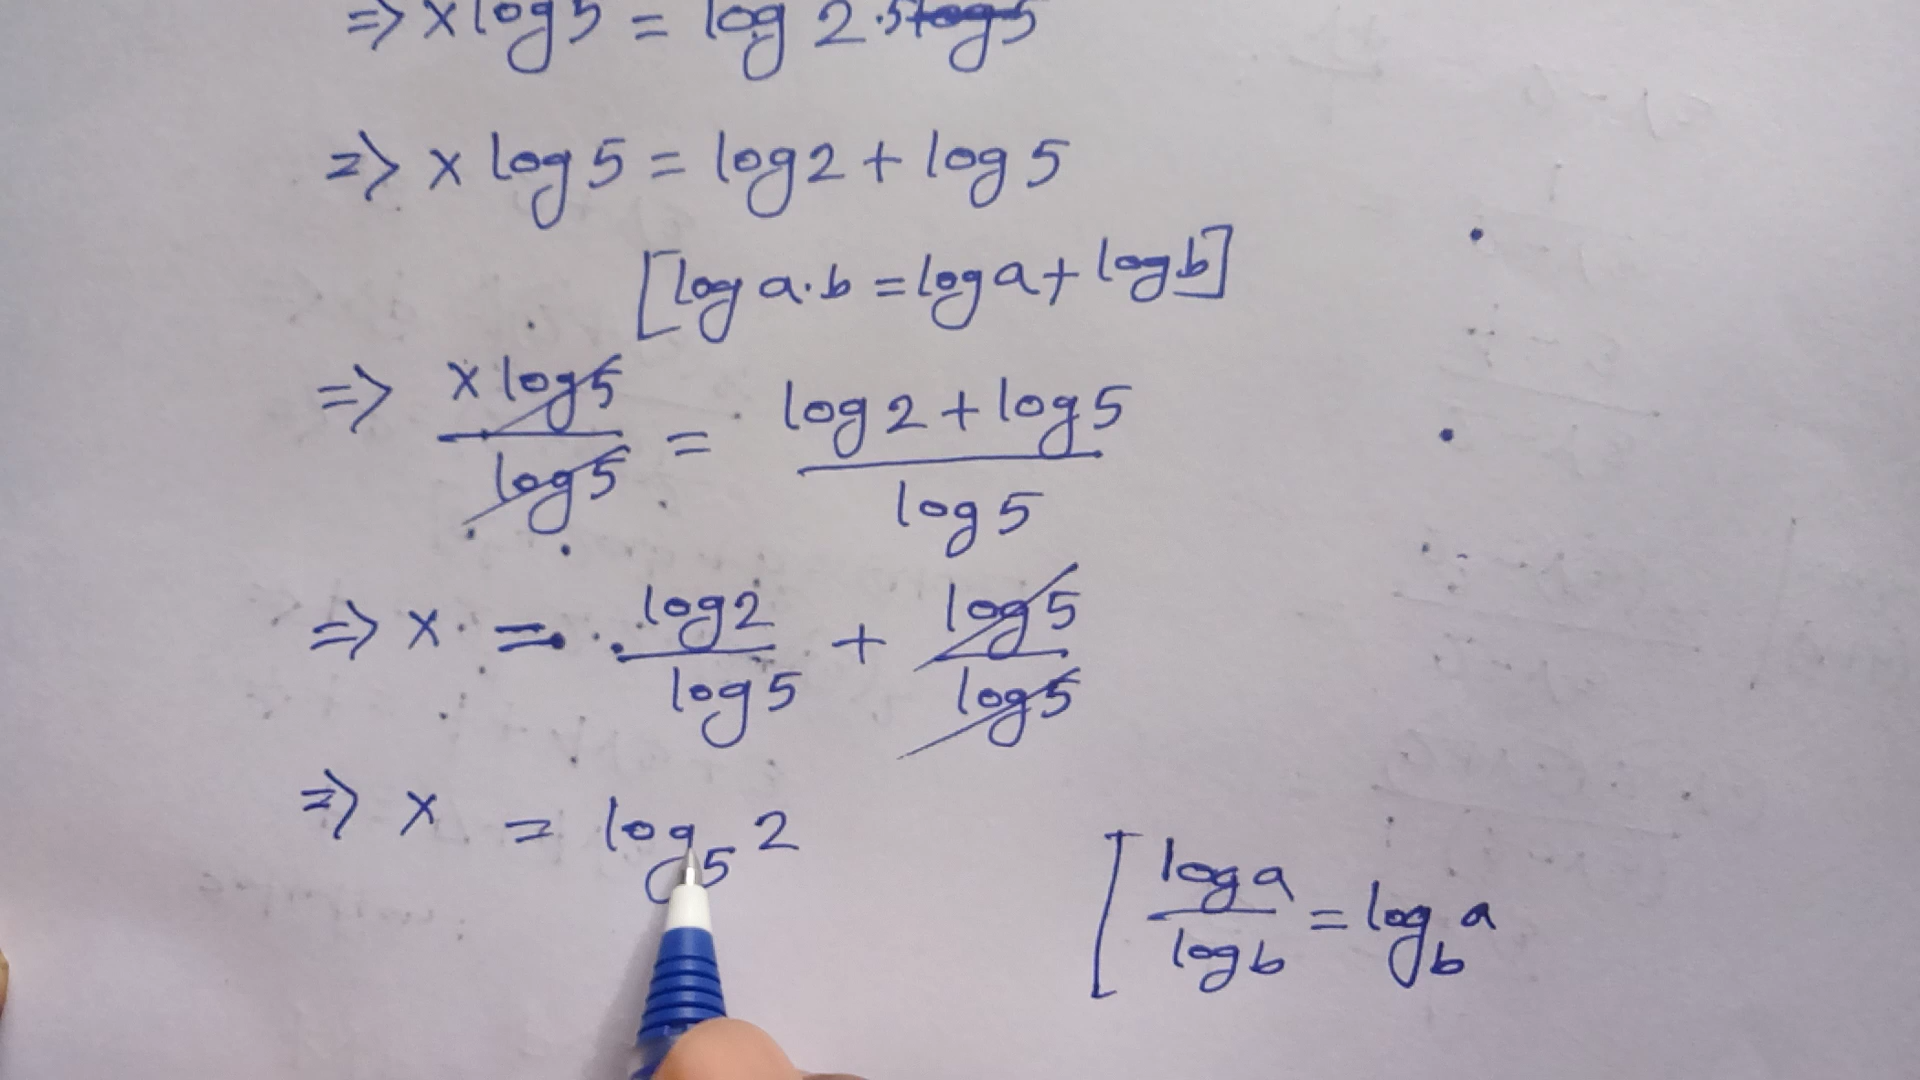 => x log 5 = log 2 · 5
=> x log 5 = log 2 + log 5
[log a·b = log a + log b]
=> x log 5 / log 5 = log 2 + log 5 / log 5
=> x = log 2 / log 5 + log 5 / log 5
=> x = log₅ 2
[log a / log b = log_b a